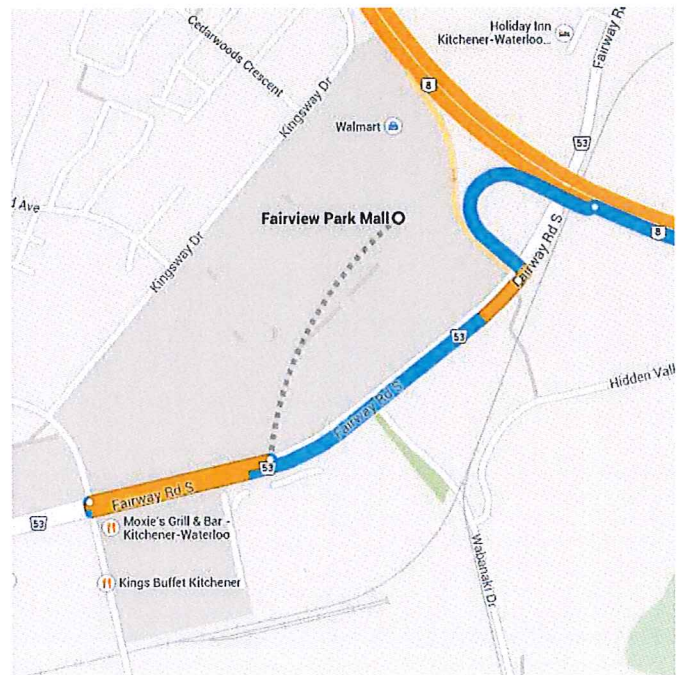 Cedarwoods Crescent
Kingsway Dr
Holiday Inn
Kitchener-Waterloo...
8
Fairway Rd
Walmart
53
Fairview Park Mall
d Ave
Kingsway Dr
8
Fairway Rd S
53
Fairway Rd S
Hidden Vall
53
Fairway Rd S
53
Moxie's Grill & Bar -
Kitchener-Waterloo
Kings Buffet Kitchener
Wabanaki Dr